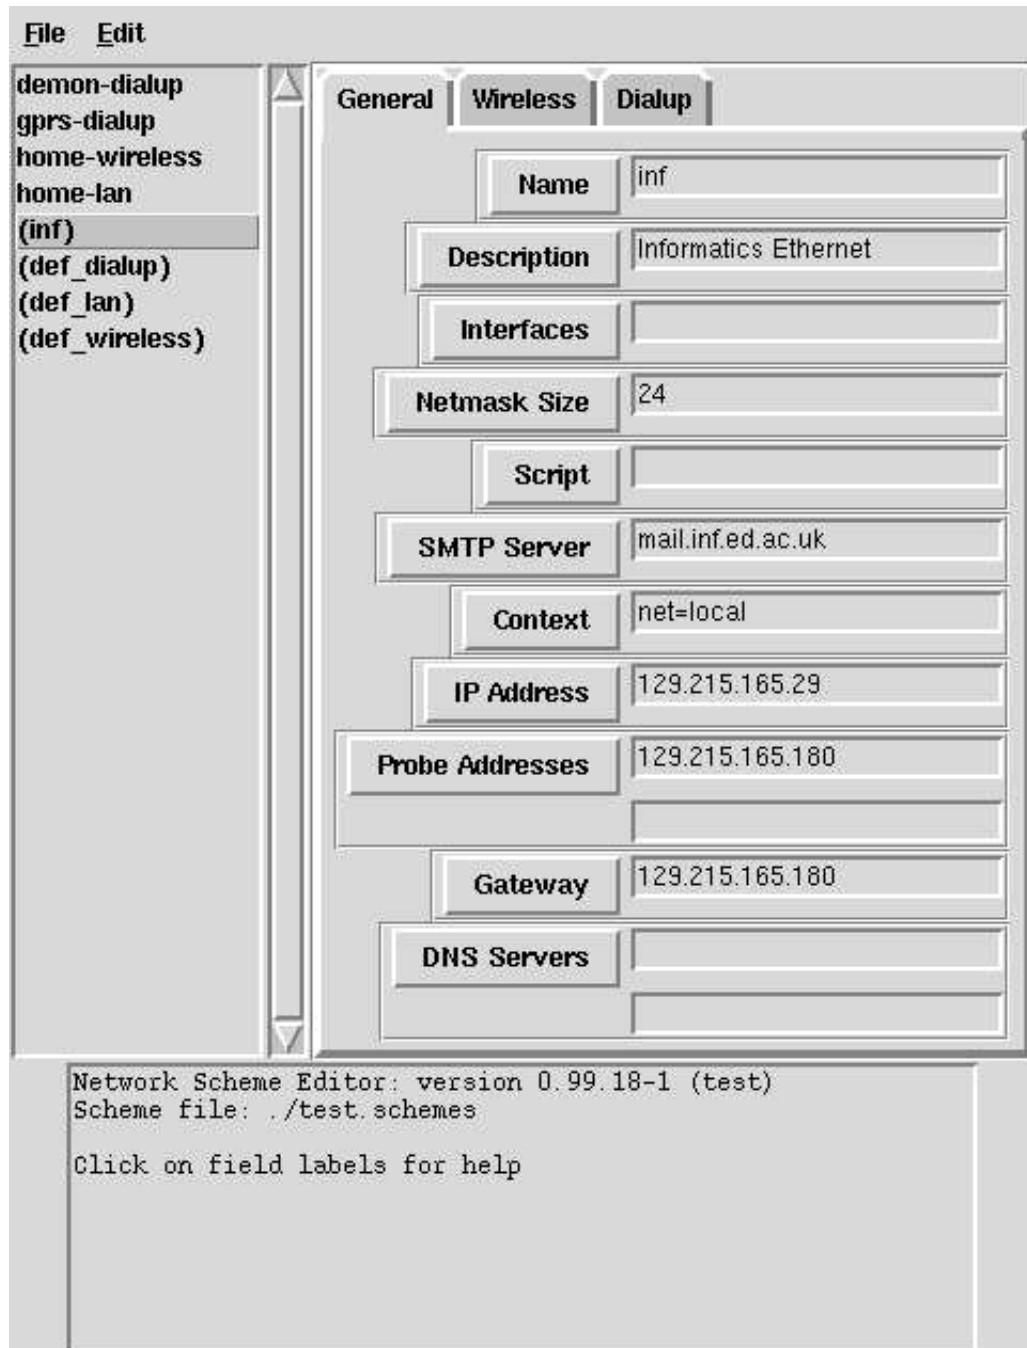 File Edit
demon-dialup
gprs-dialup
home-wireless
home-lan
(inf)
(def_dialup)
(def_lan)
(def_wireless)
General Wireless Dialup
Name inf
Description Informatics Ethernet
Interfaces
Netmask Size 24
Script
SMTP Server mail.inf.ed.ac.uk
Context net=local
IP Address 129.215.165.29
Probe Addresses 129.215.165.180
Gateway 129.215.165.180
DNS Servers
Network Scheme Editor: version 0.99.18-1 (test)
Scheme file: ./test.schemes
Click on field labels for help